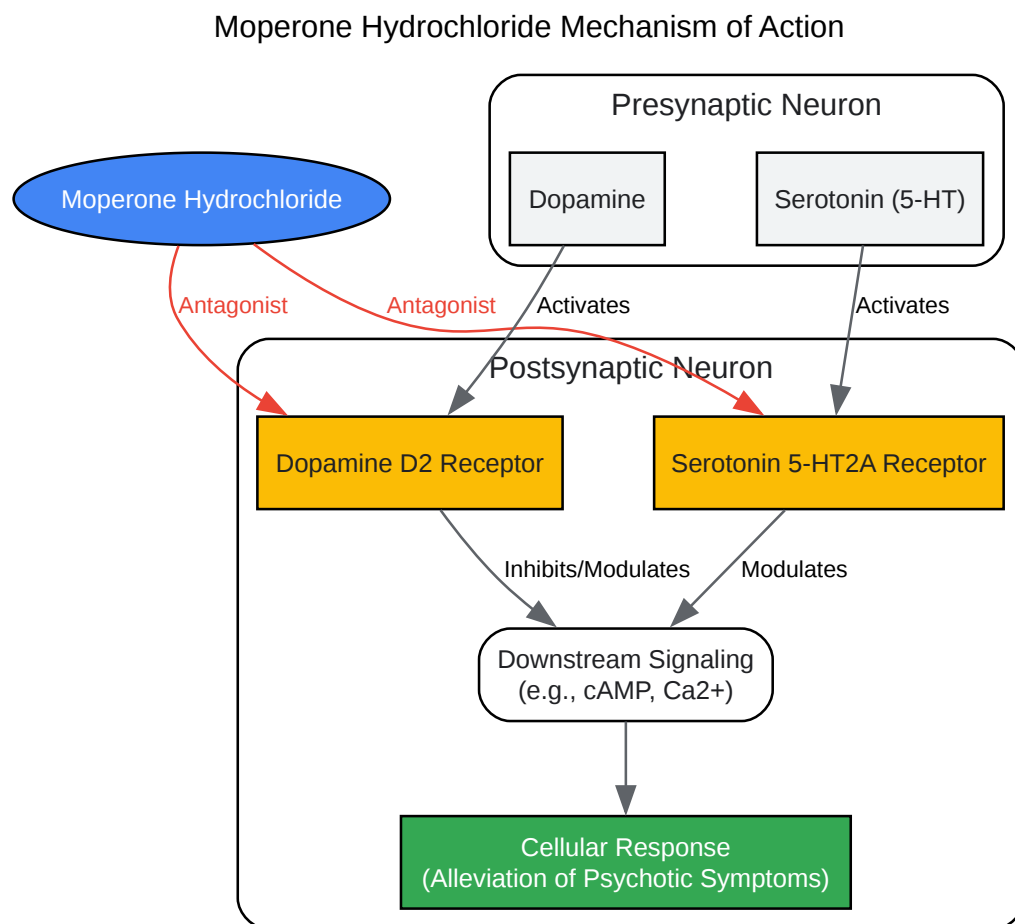 Moperone Hydrochloride Mechanism of Action
Presynaptic Neuron
Moperone Hydrochloride
Dopamine
Serotonin (5-HT)
Antagonist
Antagonist
Activates
Activates
Postsynaptic Neuron
Dopamine D2 Receptor
Serotonin 5-HT2A Receptor
Inhibits/Modulates
Modulates
Downstream Signaling
(e.g., cAMP, Ca2+)
Cellular Response
(Alleviation of Psychotic Symptoms)